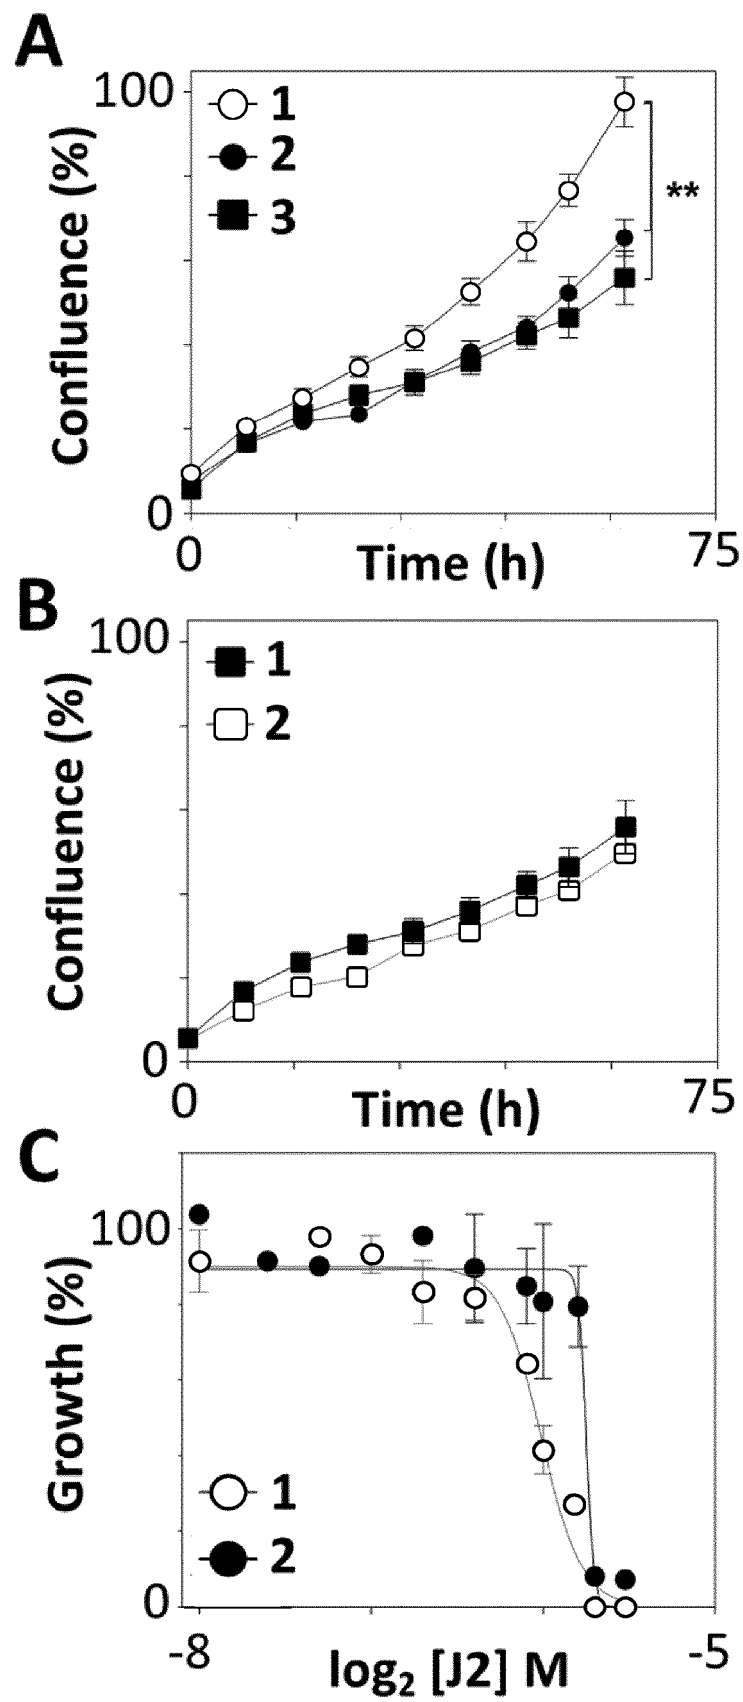 A
100
1
2
3
**
Confluence (%)
0
0
75
Time (h)
B
100
1
2
Confluence (%)
0
0
75
Time (h)
C
100
Growth (%)
1
2
0
-8
-5
log₂ [J2] M